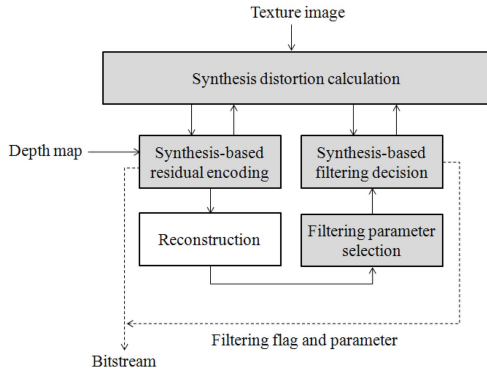 Texture image
Synthesis distortion calculation
Depth map
Synthesis-based
residual encoding
Synthesis-based
filtering decision
Reconstruction
Filtering parameter
selection
Filtering flag and parameter
Bitstream